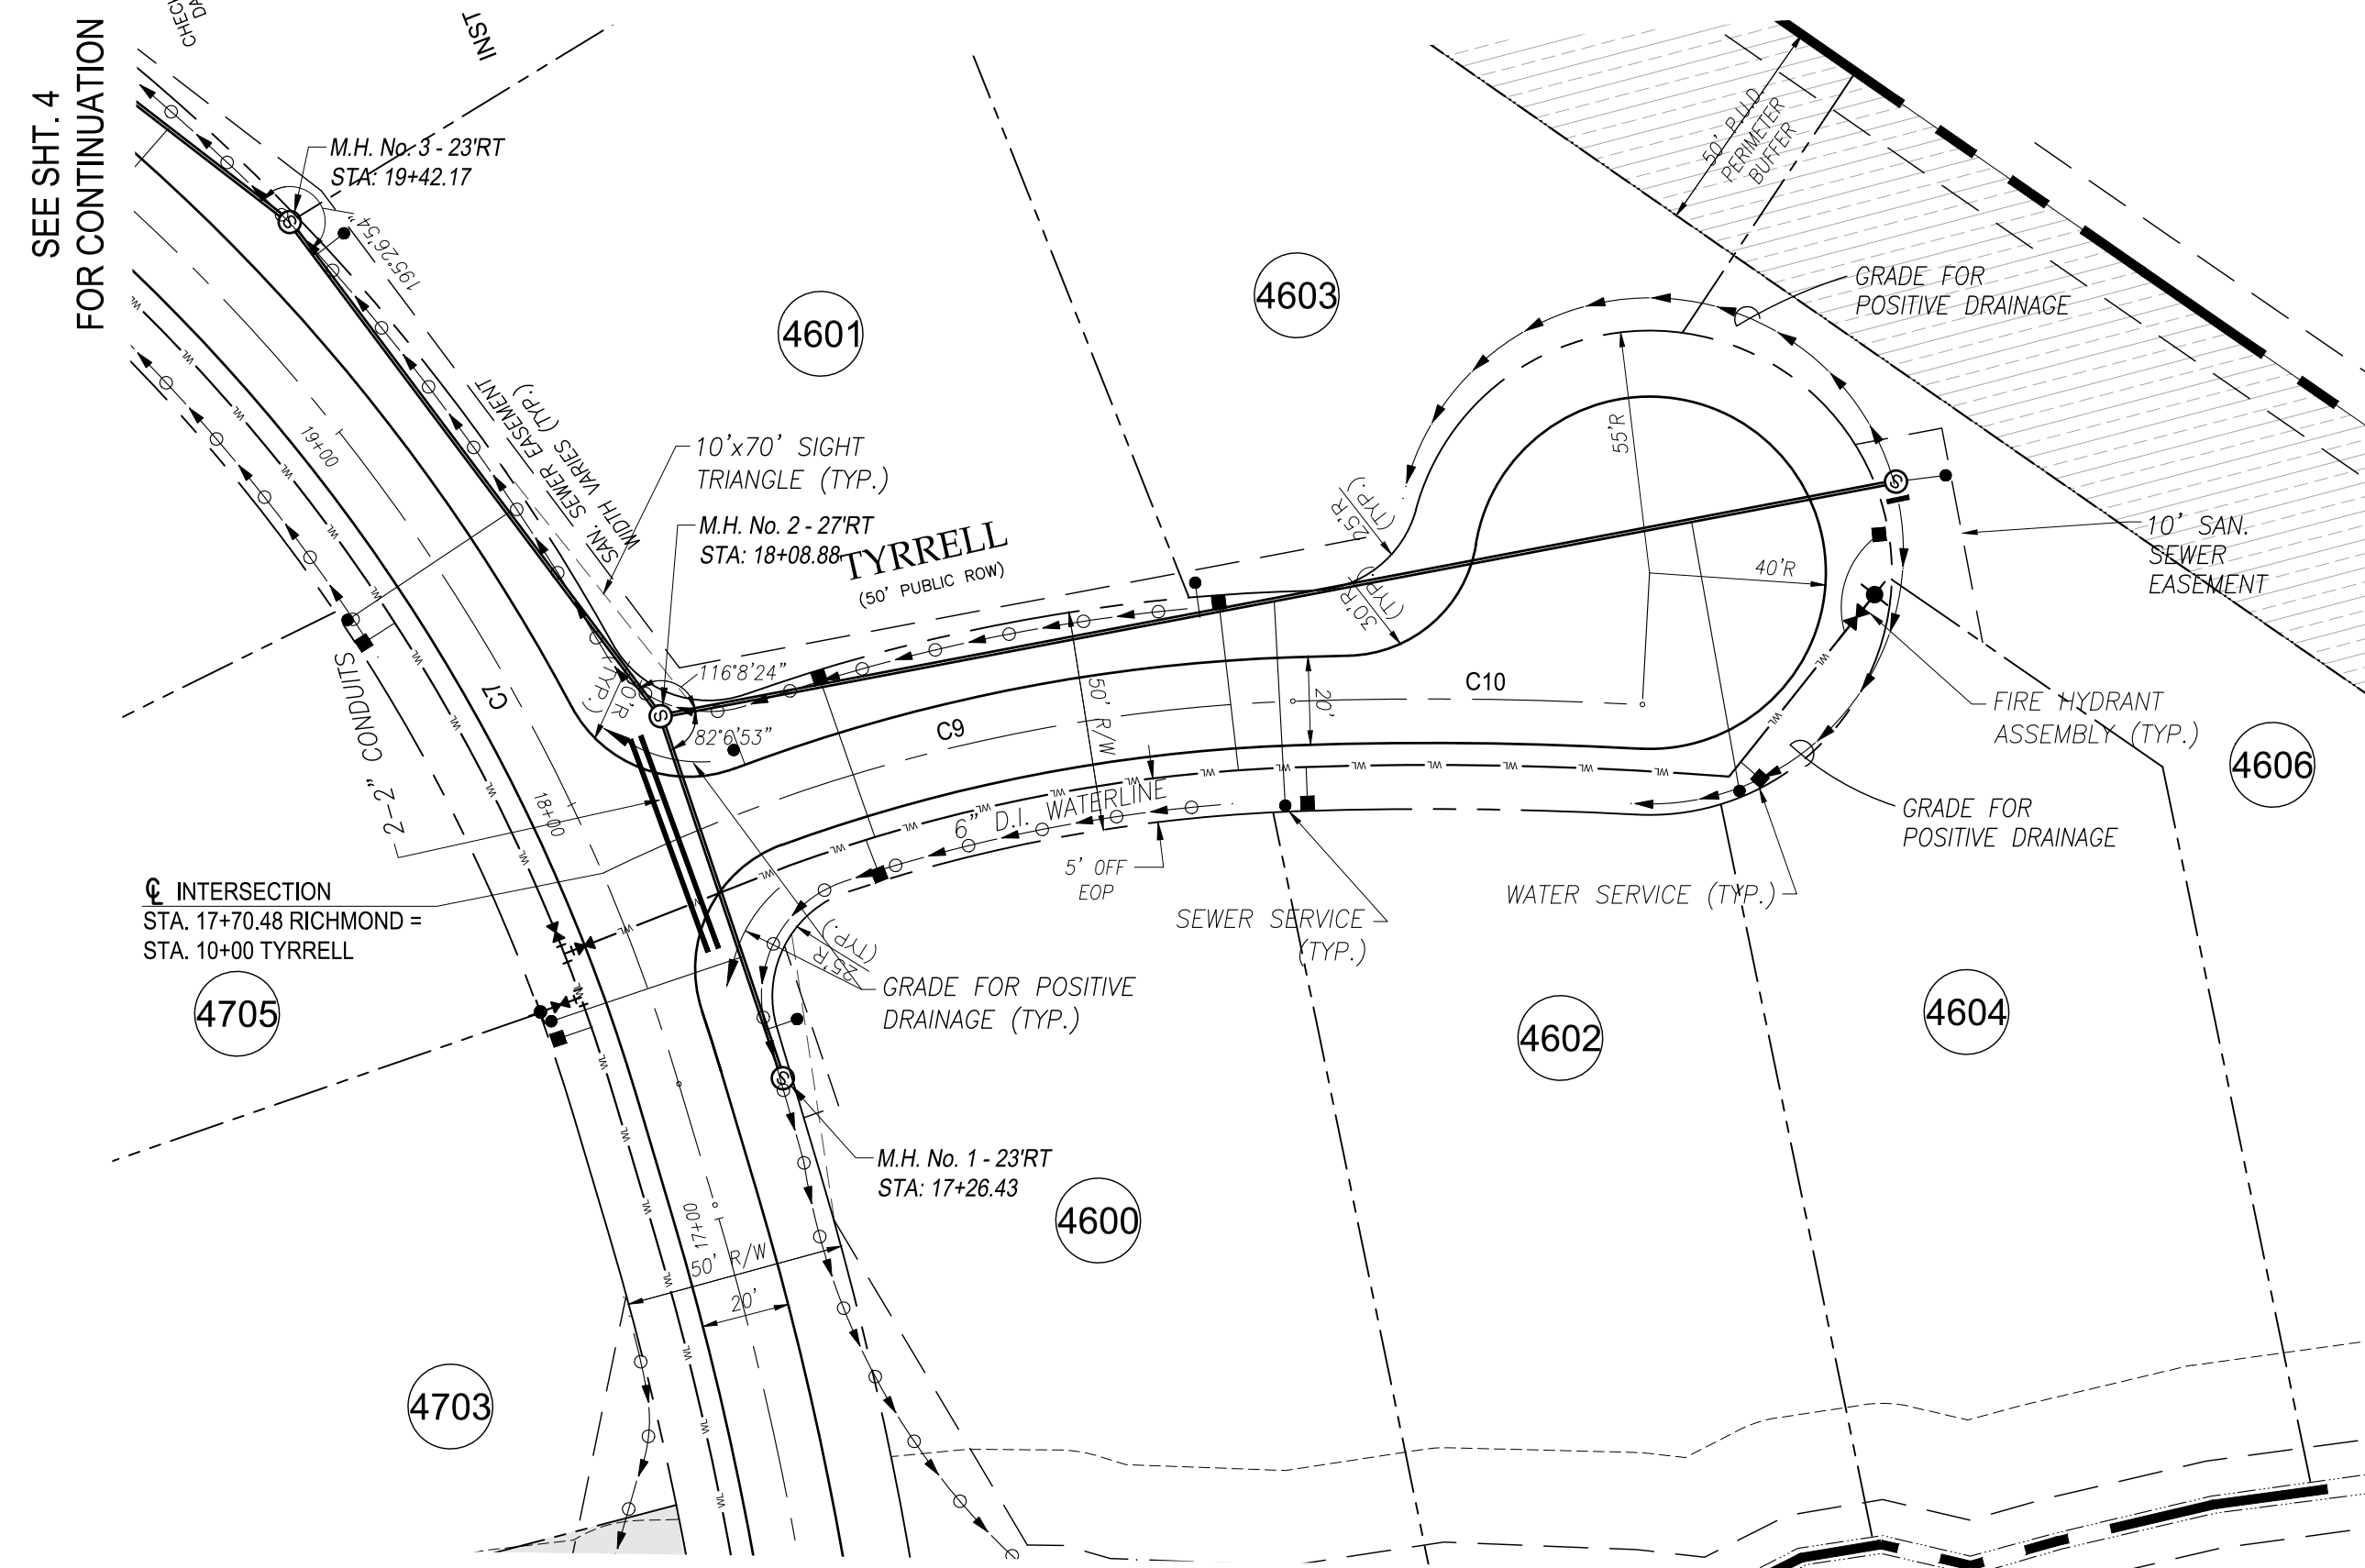 SEE SHT. 4
FOR CONTINUATION
CHEC
DA
INST
M.H. No. 3 - 23'RT
STA: 19+42.17
195°26'54"
50' P.U.D.
PERIMETER
BUFFER
GRADE FOR
POSITIVE DRAINAGE
4601
4603
SAN. SEWER EASEMENT
WIDTH VARIES (TYP.)
10'x70' SIGHT
TRIANGLE (TYP.)
M.H. No. 2 - 27'RT
STA: 18+08.88
TYRRELL
(50' PUBLIC ROW)
25'R
(TYP.)
30'R
(TYP.)
55'R
40'R
10' SAN.
SEWER
EASEMENT
FIRE HYDRANT
ASSEMBLY (TYP.)
4606
GRADE FOR
POSITIVE DRAINAGE
19+00
C7
2-2" CONDUITS
18+00
116°8'24"
82°6'53"
C9
C10
50' R/W
20'
6" D.I. WATERLINE
5' OFF
EOP
SEWER SERVICE
(TYP.)
WATER SERVICE (TYP.)
℄ INTERSECTION
STA. 17+70.48 RICHMOND =
STA. 10+00 TYRRELL
4705
25'R
(TYP.)
GRADE FOR POSITIVE
DRAINAGE (TYP.)
4602
4604
M.H. No. 1 - 23'RT
STA: 17+26.43
4600
17+00
50' R/W
20'
4703